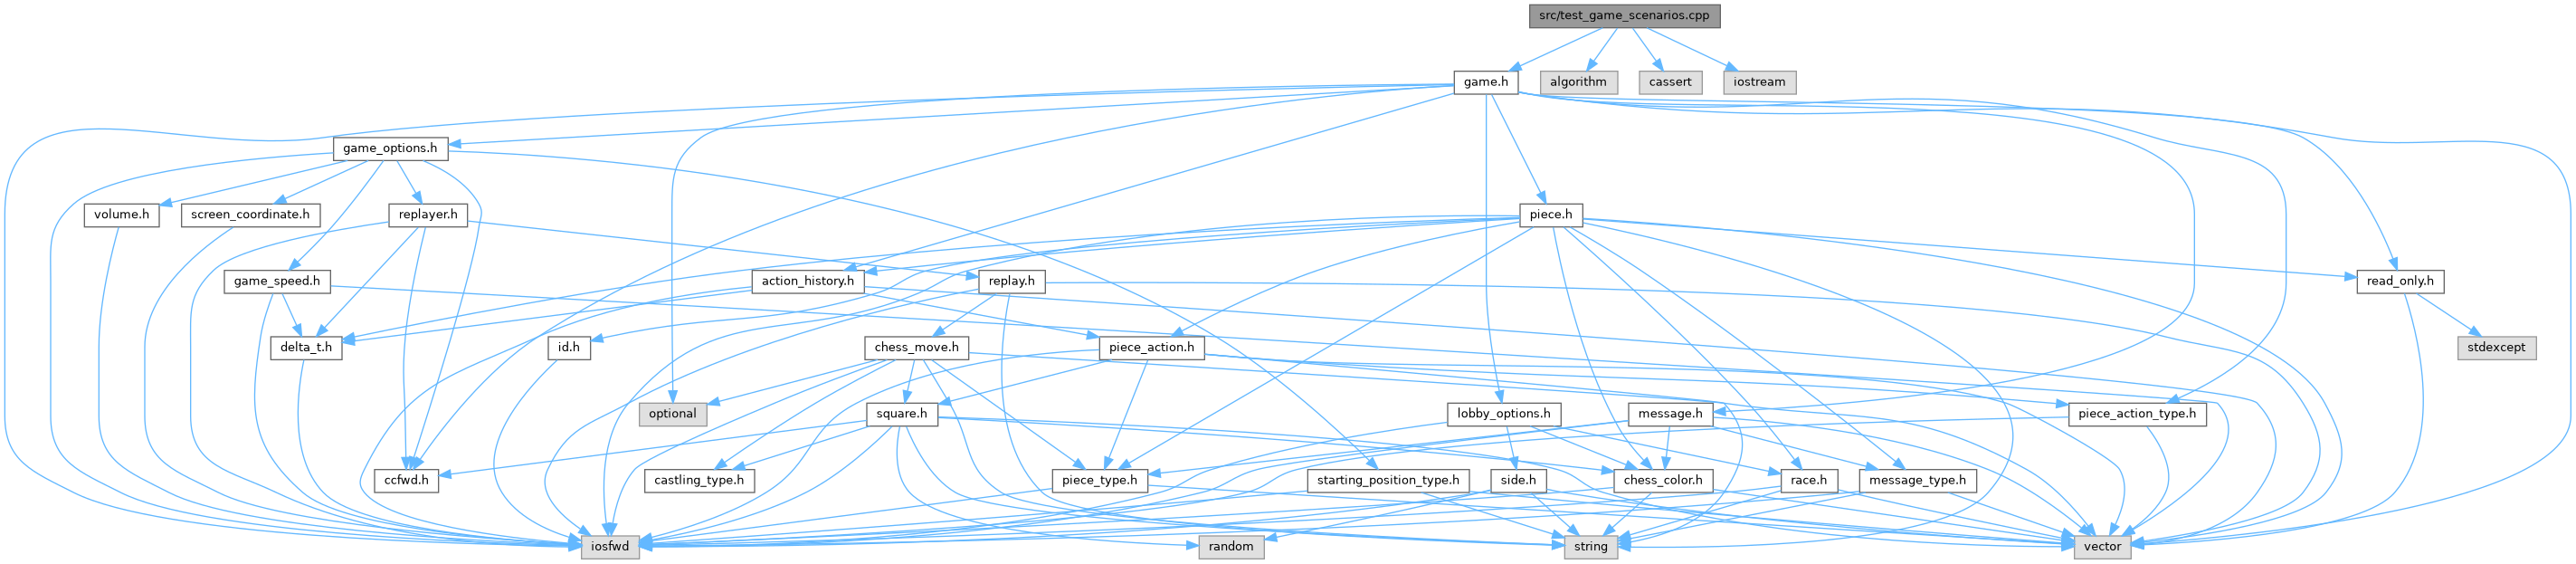 src/test_game_scenarios.cpp
game.h
algorithm
cassert
iostream
game_options.h
volume.h
screen_coordinate.h
replayer.h
piece.h
game_speed.h
action_history.h
replay.h
read_only.h
delta_t.h
id.h
chess_move.h
piece_action.h
stdexcept
optional
square.h
lobby_options.h
message.h
piece_action_type.h
ccfwd.h
castling_type.h
piece_type.h
starting_position_type.h
side.h
chess_color.h
race.h
message_type.h
iosfwd
random
string
vector